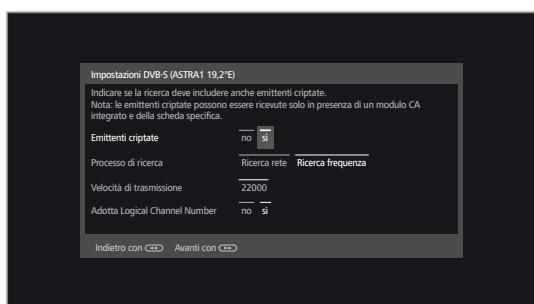 Impostazioni DVB-S (ASTRA1 19,2°E)
Indicare se la ricerca deve includere anche emittenti criptate.
Nota: le emittenti criptate possono essere ricevute solo in presenza di un modulo CA
integrato e della scheda specifica.
Emittenti criptate no sì
Processo di ricerca Ricerca rete Ricerca frequenza
Velocità di trasmissione 22000
Adotta Logical Channel Number no sì
Indietro con Avanti con